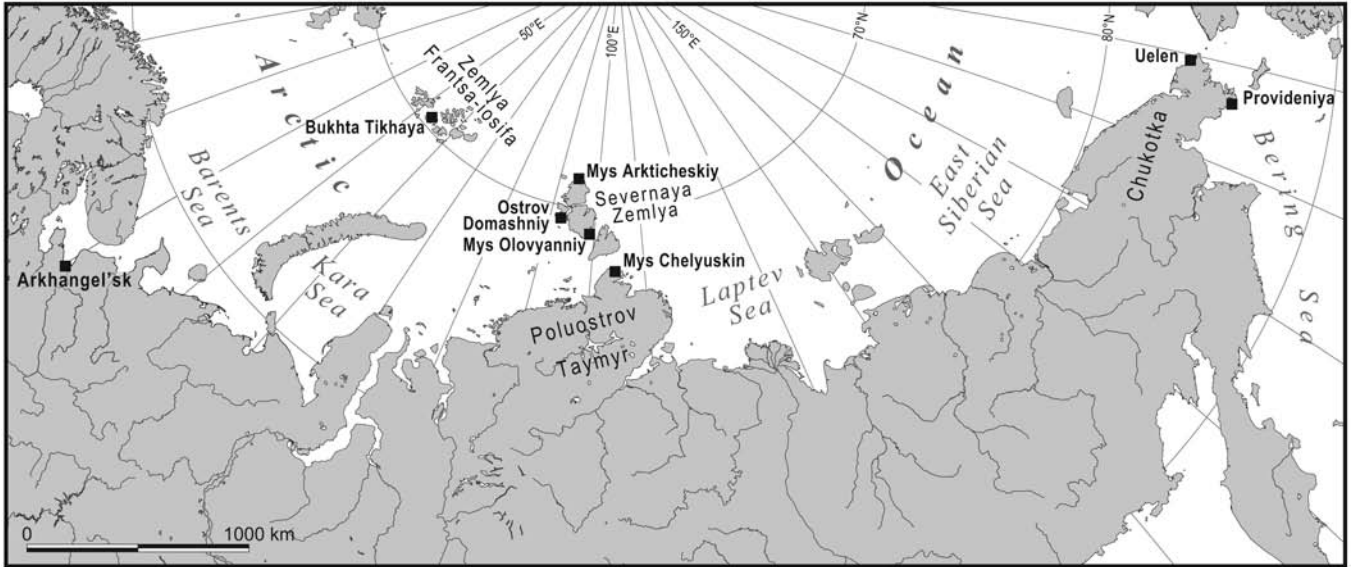 50°E
100°E
150°E
70°N
80°N
Arctic
Ocean
Zemlya
Frantsa-Iosifa
Bukhta Tikhaya
Uelen
Provideniya
Chukotka
Bering
Sea
East
Siberian
Sea
Barents
Sea
Mys Arkticheskiy
Severnaya
Zemlya
Ostrov
Domashniy
Mys Olovyanniy
Mys Chelyuskin
Arkhangel'sk
Kara
Sea
Laptev
Sea
Poluostrov
Taymyr
0 1000 km